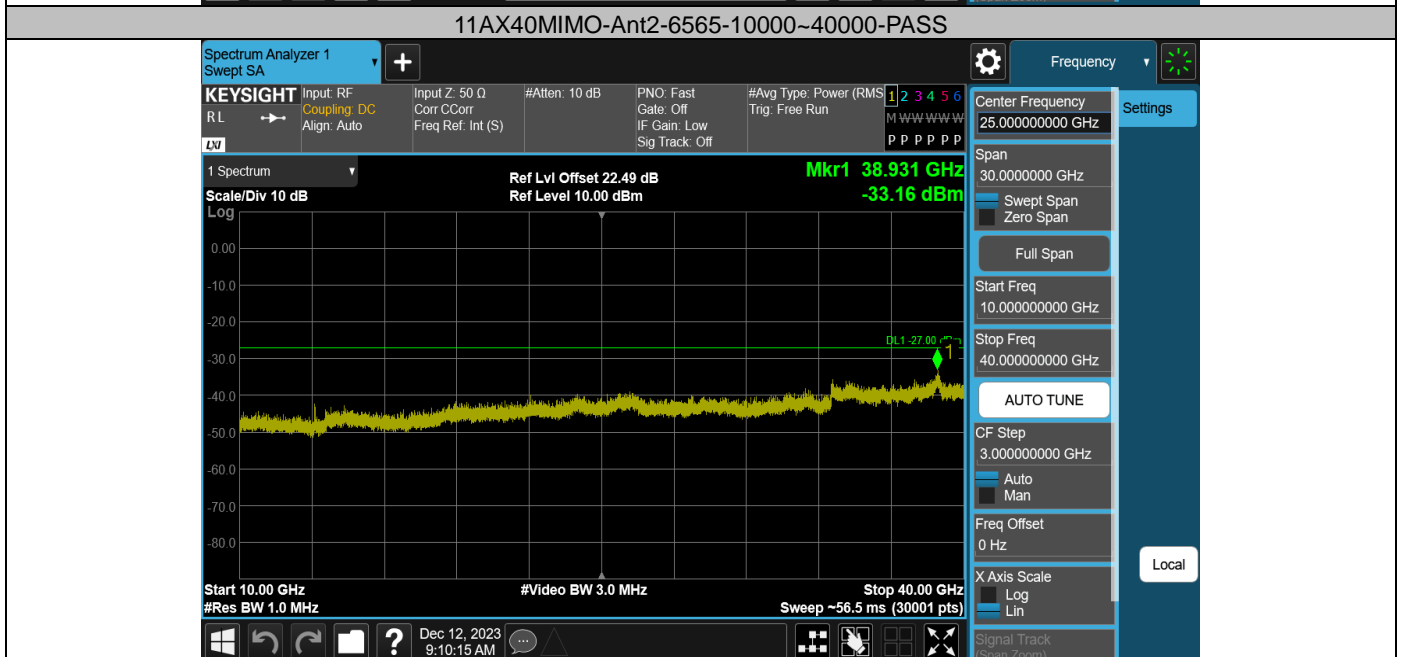 11AX40MIMO-Ant2-6565-10000~40000-PASS
Spectrum Analyzer 1
Swept SA
Frequency
KEYSIGHT
Input: RF
Input Z: 50 Ω
#Atten: 10 dB
PNO: Fast
#Avg Type: Power (RMS
1 2 3 4 5 6
RL
Coupling: DC
Corr CCorr
Gate: Off
Trig: Free Run
M W W W W W
Align: Auto
Freq Ref: Int (S)
IF Gain: Low
LXI
Sig Track: Off
P P P P P P
Center Frequency
25.000000000 GHz
Settings
1 Spectrum
Ref Lvl Offset 22.49 dB
Mkr1 38.931 GHz
Scale/Div 10 dB
Ref Level 10.00 dBm
-33.16 dBm
Log
0.00
-10.0
-20.0
DL1 -27.00
1
-30.0
-40.0
-50.0
-60.0
-70.0
-80.0
Start 10.00 GHz
#Video BW 3.0 MHz
Stop 40.00 GHz
#Res BW 1.0 MHz
Sweep ~56.5 ms (30001 pts)
Span
30.0000000 GHz
Swept Span
Zero Span
Full Span
Start Freq
10.000000000 GHz
Stop Freq
40.000000000 GHz
AUTO TUNE
CF Step
3.000000000 GHz
Auto
Man
Freq Offset
0 Hz
X Axis Scale
Log
Lin
Signal Track
(Span Zoom)
Local
?
Dec 12, 2023
9:10:15 AM